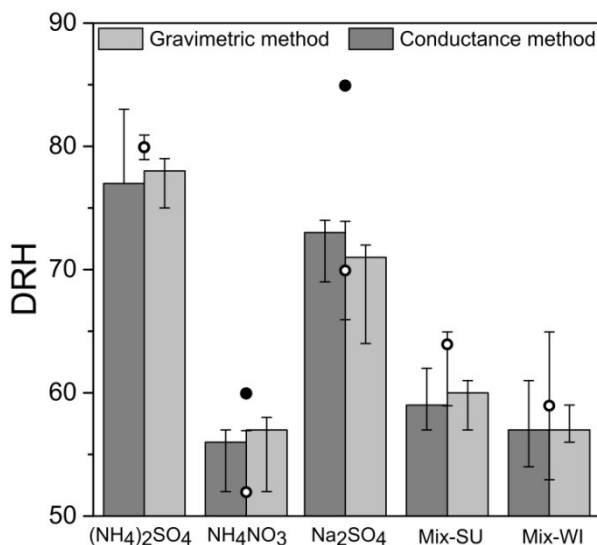 90
Gravimetric method Conductance method
80
DRH
70
60
50
(NH₄)₂SO₄ NH₄NO₃ Na₂SO₄ Mix-SU Mix-WI